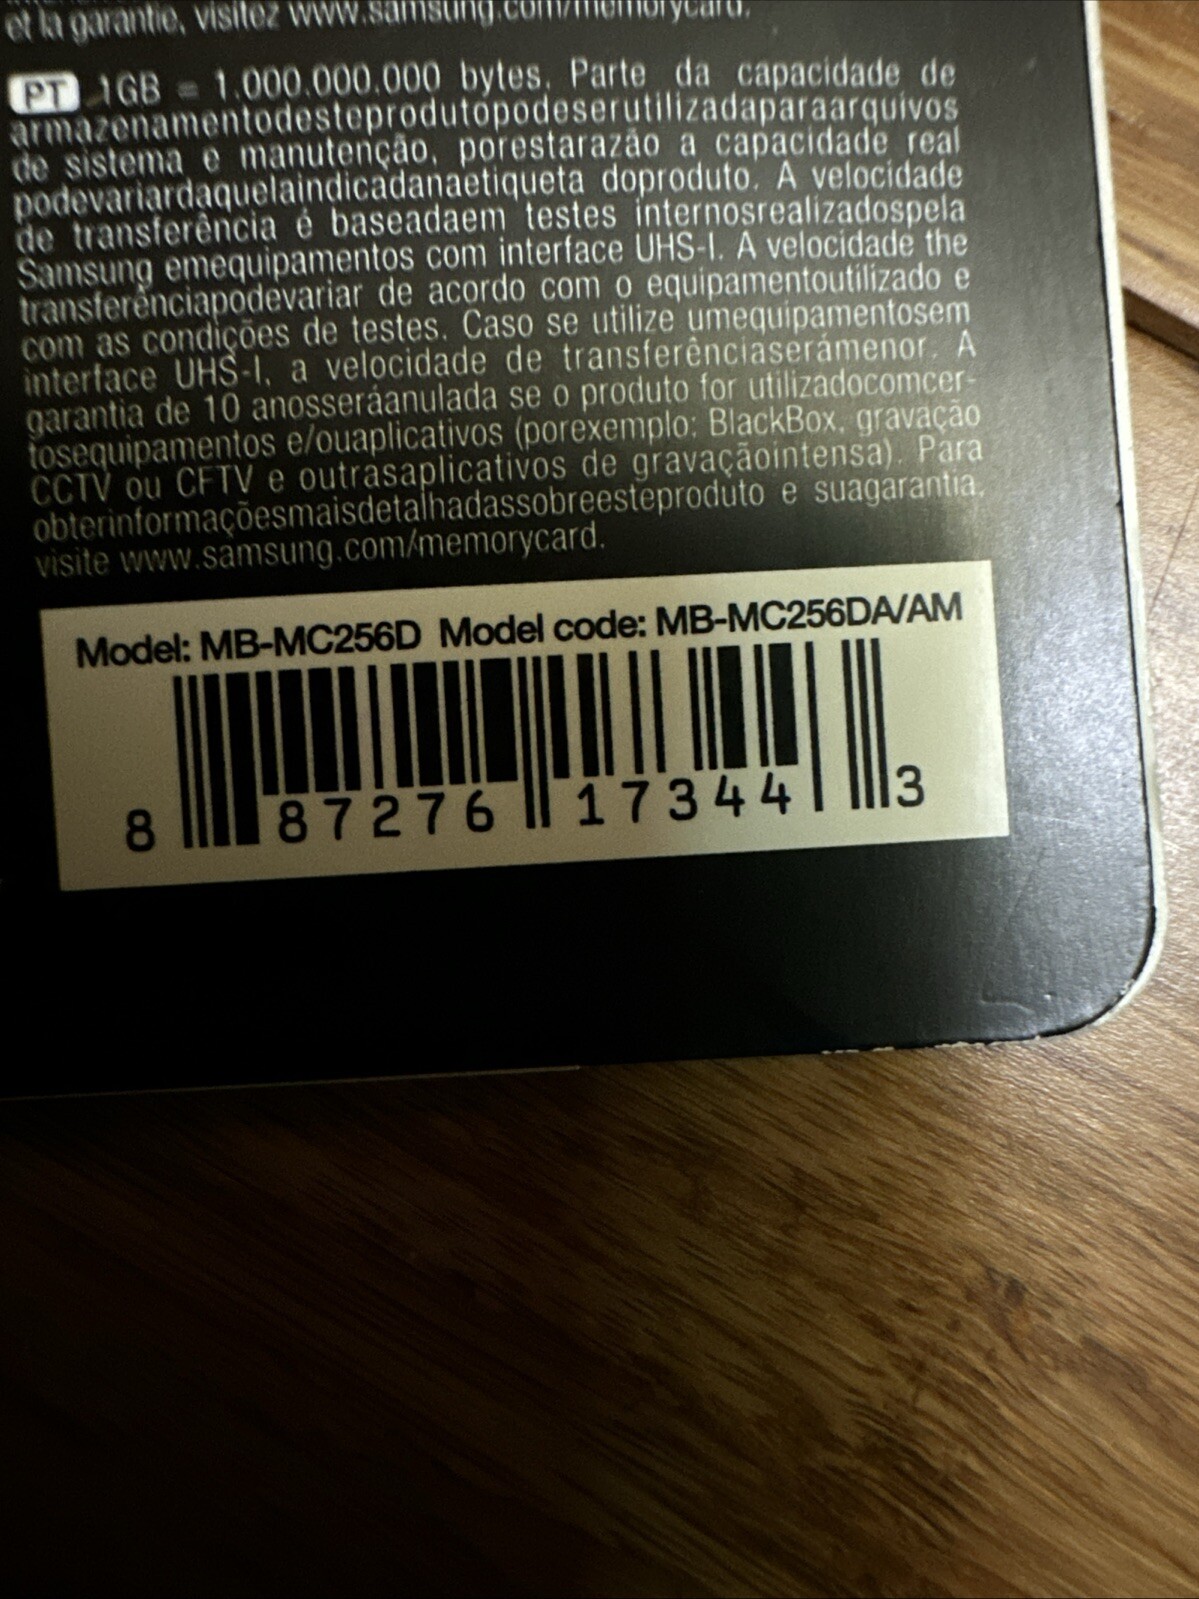 et la garantie, visitez www.samsung.com/memorycard.
PT 1GB = 1.000.000.000 bytes. Parte da capacidade de
armazenamentodesteprodutopodeserutilizadaparaarquivos
de sistema e manutenção, porestarazão a capacidade real
podevariardaquelaindicadanaetiqueta doproduto. A velocidade
de transferência é baseadaem testes internosrealizadospela
Samsung emequipamentos com interface UHS-I. A velocidade the
transferênciapodevariar de acordo com o equipamentoutilizado e
com as condições de testes. Caso se utilize umequipamentosem
interface UHS-I, a velocidade de transferênciaserámenor. A
garantia de 10 anosseráanulada se o produto for utilizadocomcer-
tosequipamentos e/ouaplicativos (porexemplo: BlackBox, gravação
CCTV ou CFTV e outrasaplicativos de gravaçãointensa). Para
obterinformaçõesmaisdetalhadassobreesteproduto e suagarantia,
visite www.samsung.com/memorycard.
Model: MB-MC256D Model code: MB-MC256DA/AM
8 87276 17344 3